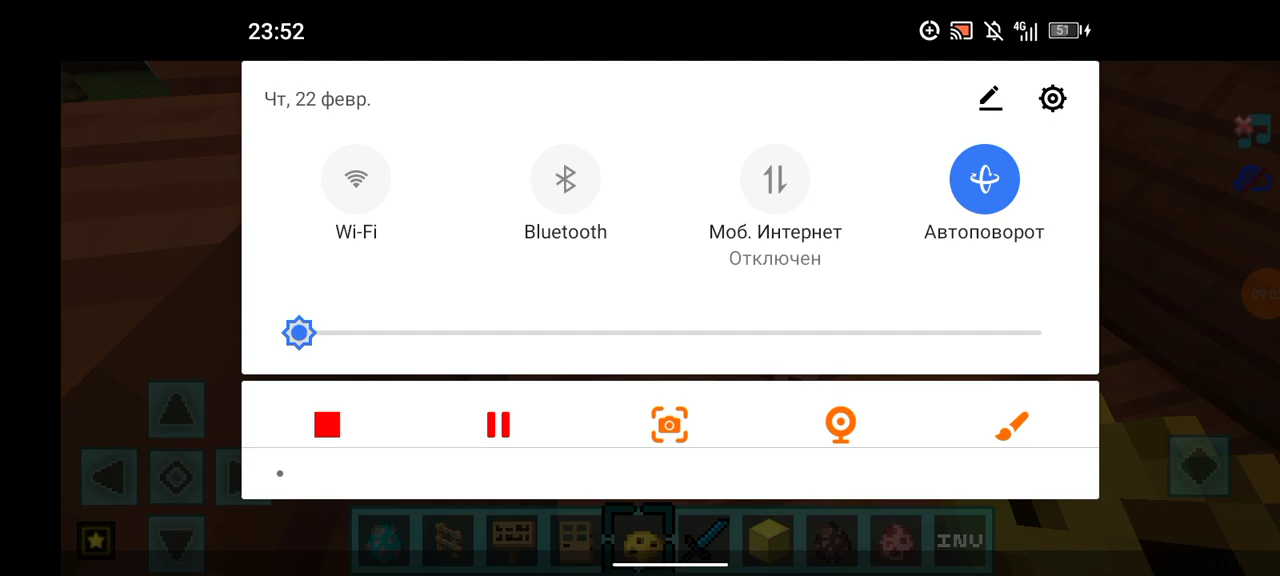 23:52
4G
51
Чт, 22 февр.
Wi-Fi
Bluetooth
Моб. Интернет
Автоповорот
Отключен
INV